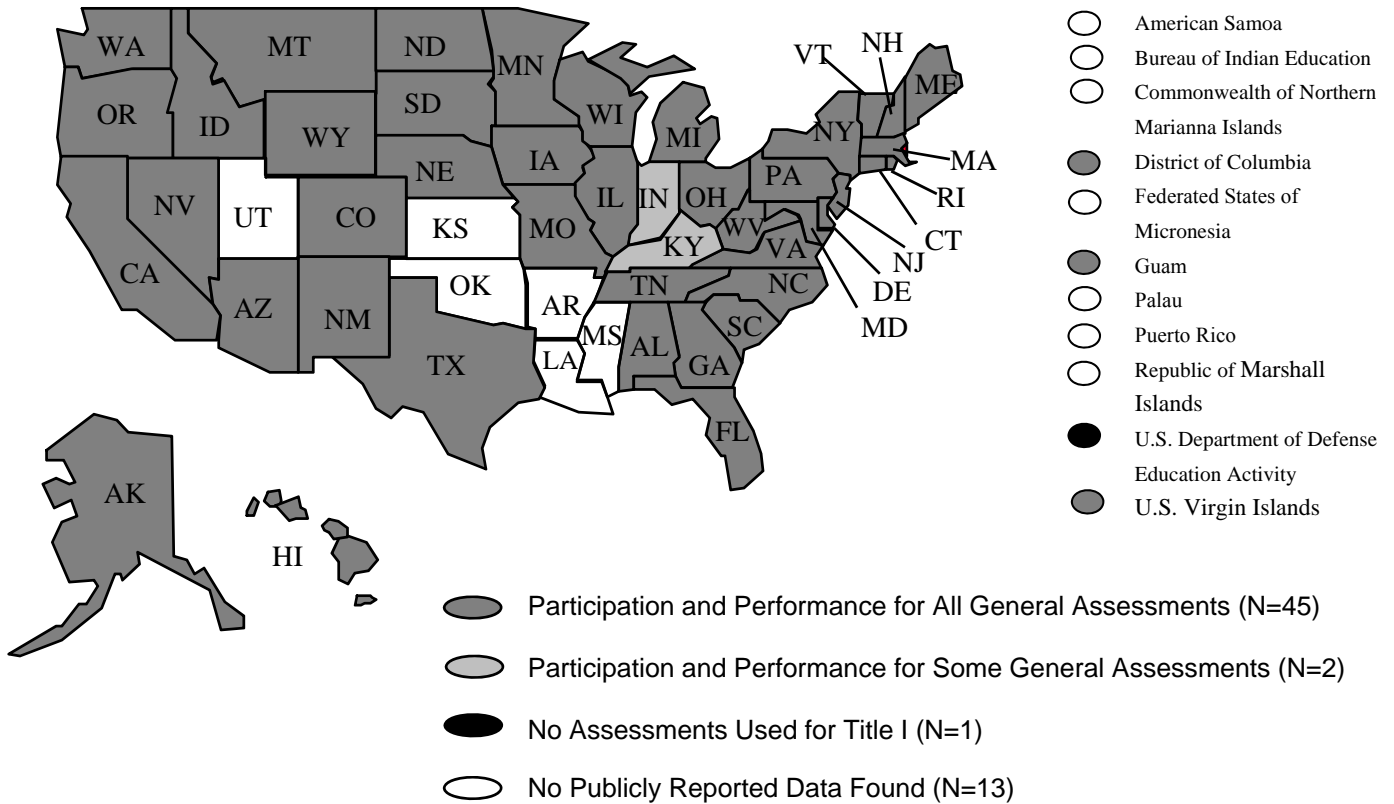 WA
MT
ND
MN
VT
NH
ME
OR
ID
WY
SD
WI
MI
NY
MA
NV
UT
CO
NE
IA
IL
IN
OH
PA
RI
CT
NJ
DE
MD
CA
KS
MO
KY
WV
VA
AZ
NM
OK
AR
TN
NC
SC
TX
LA
MS
AL
GA
FL
AK
HI
American Samoa
Bureau of Indian Education
Commonwealth of Northern
Marianna Islands
District of Columbia
Federated States of
Micronesia
Guam
Palau
Puerto Rico
Republic of Marshall
Islands
U.S. Department of Defense
Education Activity
U.S. Virgin Islands
Participation and Performance for All General Assessments (N=45)
Participation and Performance for Some General Assessments (N=2)
No Assessments Used for Title I (N=1)
No Publicly Reported Data Found (N=13)